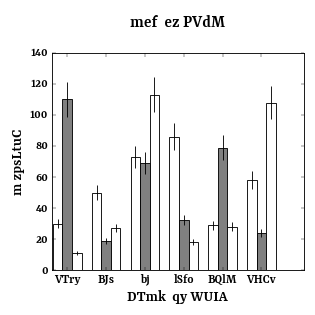 mef ez PVdM
140
120
100
80
60
40
20
0
m zpsLtuC
VTry BJs bj lSfo BQlM VHCv
DTmk qy WUIA